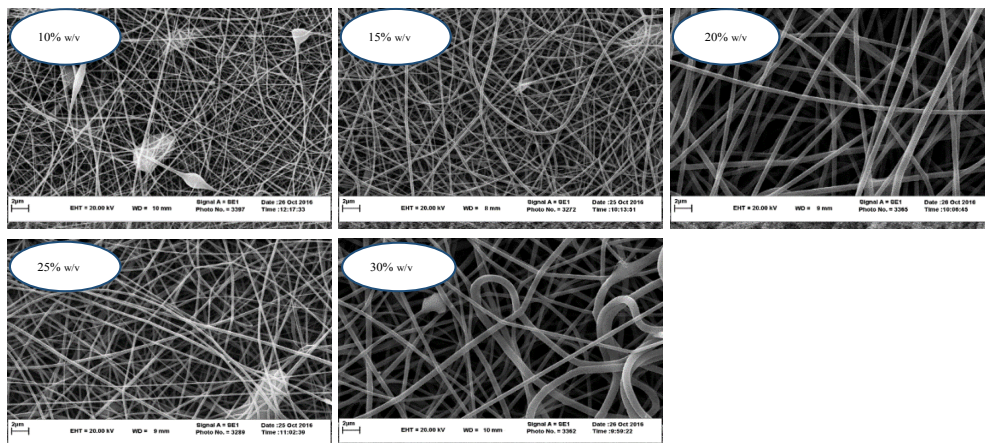 10% w/v
2μm
EHT = 20.00 kV WD = 10 mm
Signal A = SE1
Photo No. = 3397
Date :26 Oct 2016
Time :12:17:33
15% w/v
2μm
EHT = 20.00 kV WD = 8 mm
Signal A = SE1
Photo No. = 3272
Date :25 Oct 2016
Time :10:13:51
20% w/v
2μm
EHT = 20.00 kV WD = 9 mm
Signal A = SE1
Photo No. = 3365
Date :26 Oct 2016
Time :10:06:45
25% w/v
2μm
EHT = 20.00 kV WD = 9 mm
Signal A = SE1
Photo No. = 3289
Date :25 Oct 2016
Time :11:02:39
30% w/v
2μm
EHT = 20.00 kV WD = 10 mm
Signal A = SE1
Photo No. = 3362
Date :26 Oct 2016
Time :9:59:22